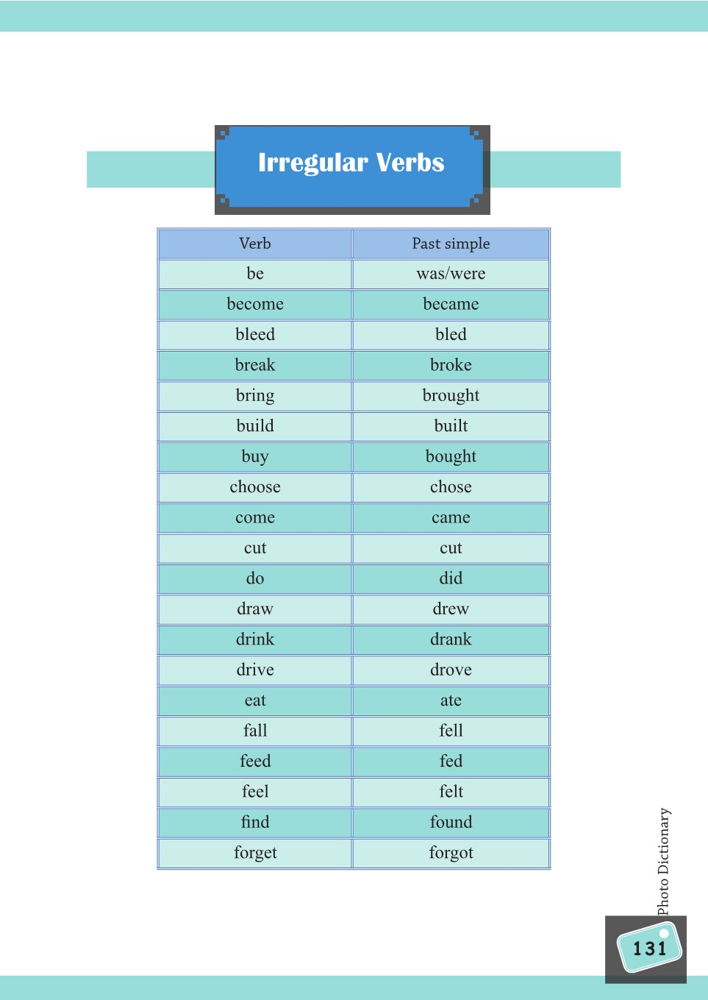 Irregular Verbs
Verb Past simple
be was/were
become became
bleed bled
break broke
bring brought
build built
buy bought
choose chose
come came
cut cut
do did
draw drew
drink drank
drive drove
eat ate
fall fell
feed fed
feel felt
find found
forget forgot
Photo Dictionary
131